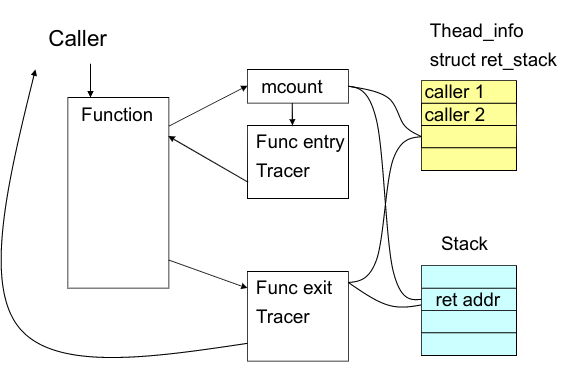 Caller
Function
mcount
Func entry
Tracer
Func exit
Tracer
Thead_info
struct ret_stack
caller 1
caller 2
Stack
ret addr